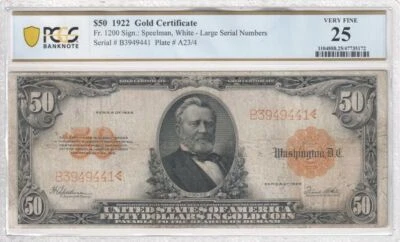 $50 1922 Gold Certificate
VERY FINE
PCGS
BANKNOTE
Fr. 1200 Sign.: Speelman, White - Large Serial Numbers
25
Serial # B3949441 Plate # A23/4
50
50
B3949441
Washington, D.C.
B3949441
50
THE UNITED STATES OF AMERICA
50
FIFTY DOLLARS IN GOLD COIN